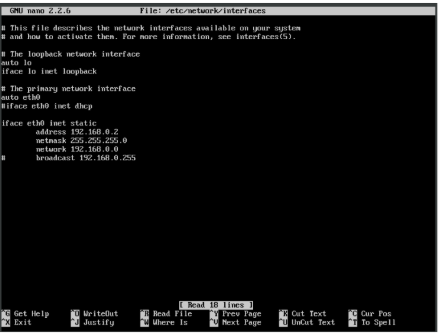 GNU nano 2.2.6 File: /etc/network/interfaces
# This file describes the network interfaces available on your system
# and how to activate them. For more information, see interfaces(5).
# The loopback network interface
auto lo
iface lo inet loopback
# The primary network interface
auto eth0
#iface eth0 inet dhcp
iface eth0 inet static
address 192.168.0.2
netmask 255.255.255.0
network 192.168.0.0
# broadcast 192.168.0.255
[ Read 18 lines ]
^G Get Help ^O WriteOut ^R Read File ^Y Prev Page ^K Cut Text ^C Cur Pos
^X Exit ^J Justify ^W Where Is ^V Next Page ^U UnCut Text ^T To Spell